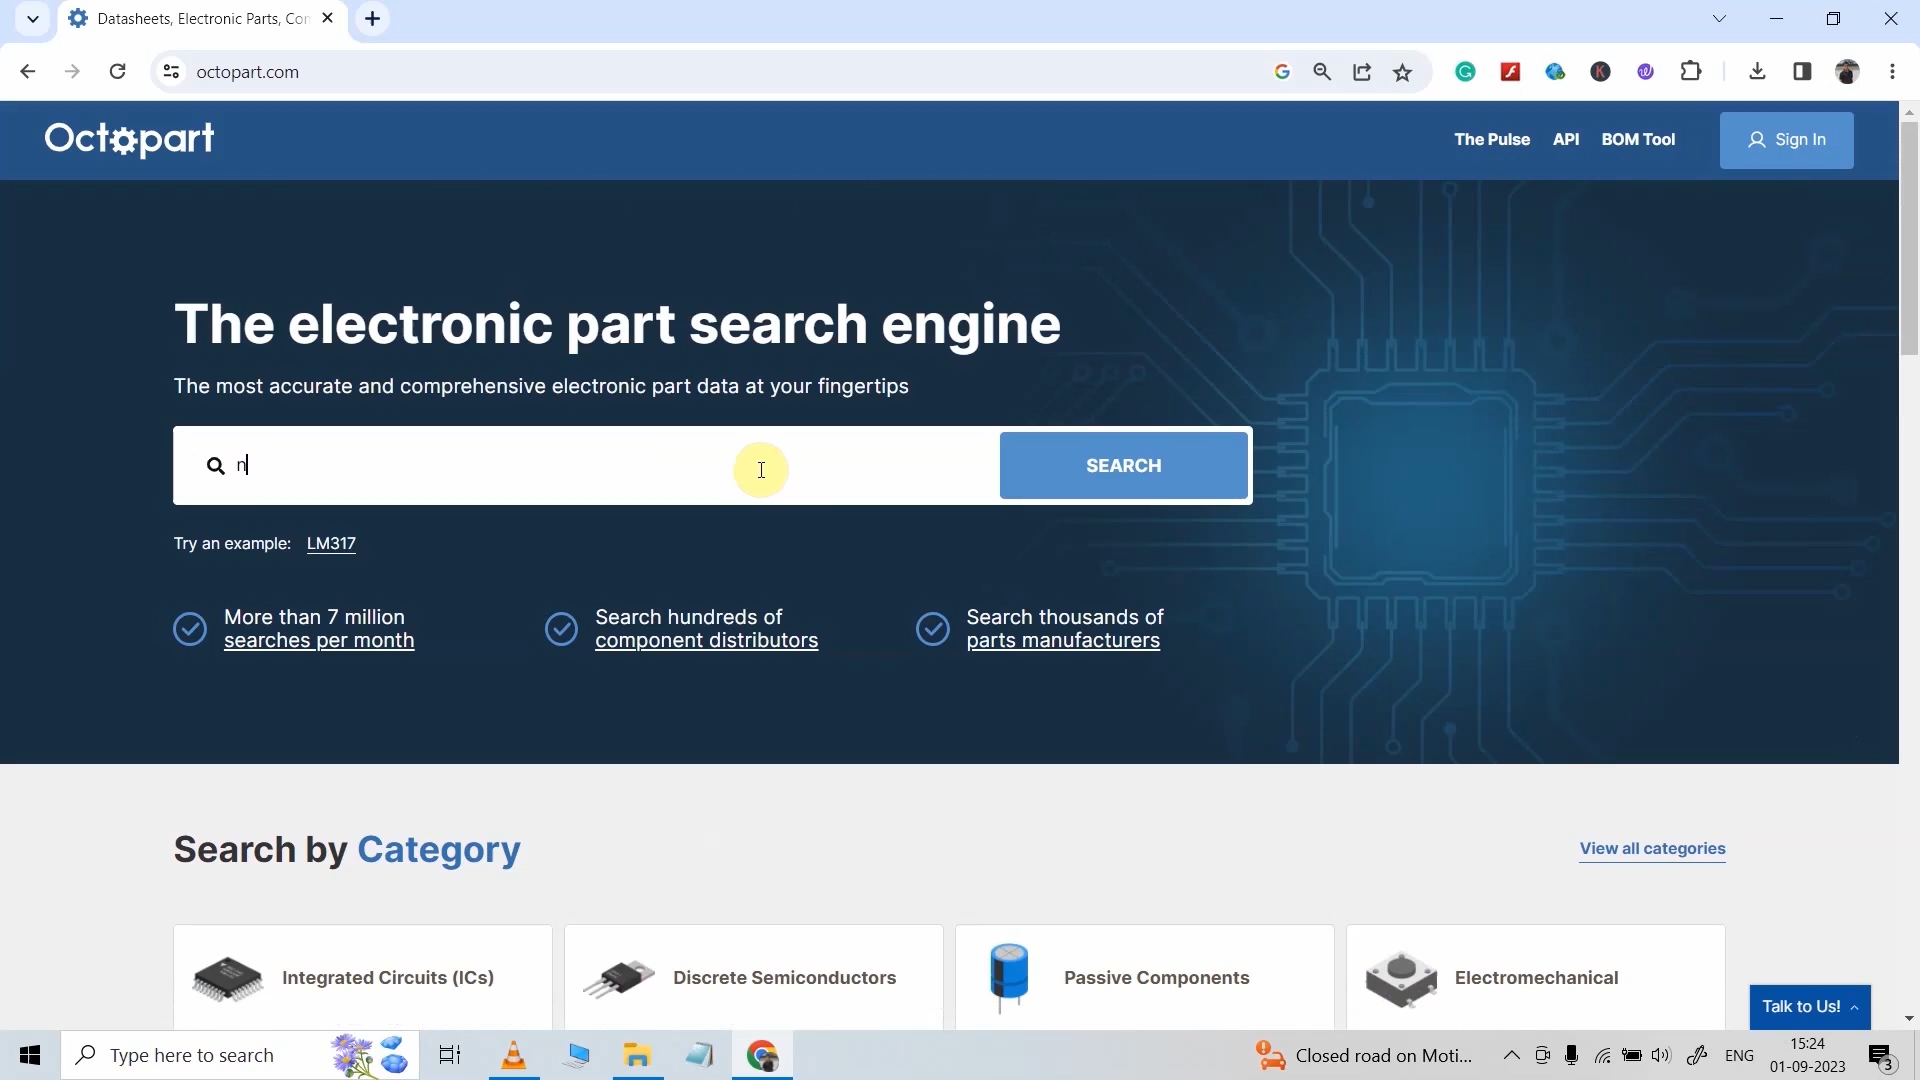 Datasheets, Electronic Parts, Con
octopart.com
Octopart
The Pulse
API
BOM Tool
Sign In
The electronic part search engine
The most accurate and comprehensive electronic part data at your fingertips
n
SEARCH
Try an example: LM317
More than 7 million
searches per month
Search hundreds of
component distributors
Search thousands of
parts manufacturers
Search by Category
View all categories
Integrated Circuits (ICs)
Discrete Semiconductors
Passive Components
Electromechanical
Talk to Us!
Type here to search
Closed road on Moti...
ENG
15:24
01-09-2023
3